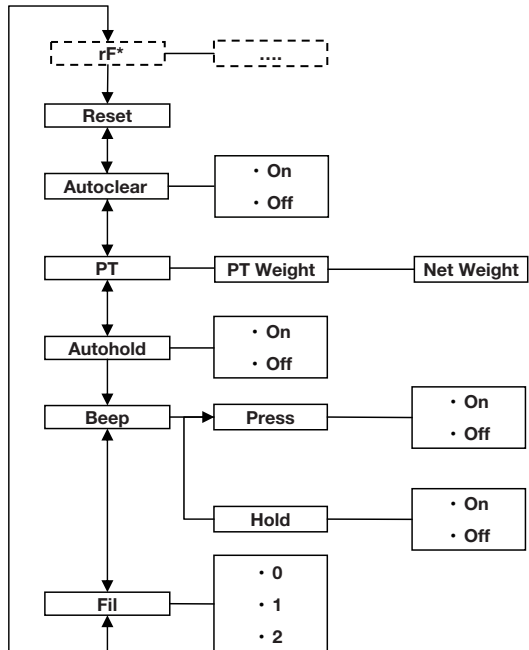 rF*
....
Reset
Autoclear
・ On
・ Off
PT
PT Weight
Net Weight
Autohold
・ On
・ Off
Beep
Press
・ On
・ Off
Hold
・ On
・ Off
Fil
・ 0
・ 1
・ 2